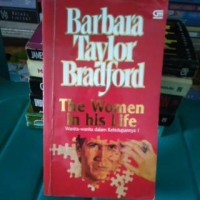 Barbara
Taylor
Bradford
The Women
in his Life
Wanita-wanita dalam Kehidupannya 1